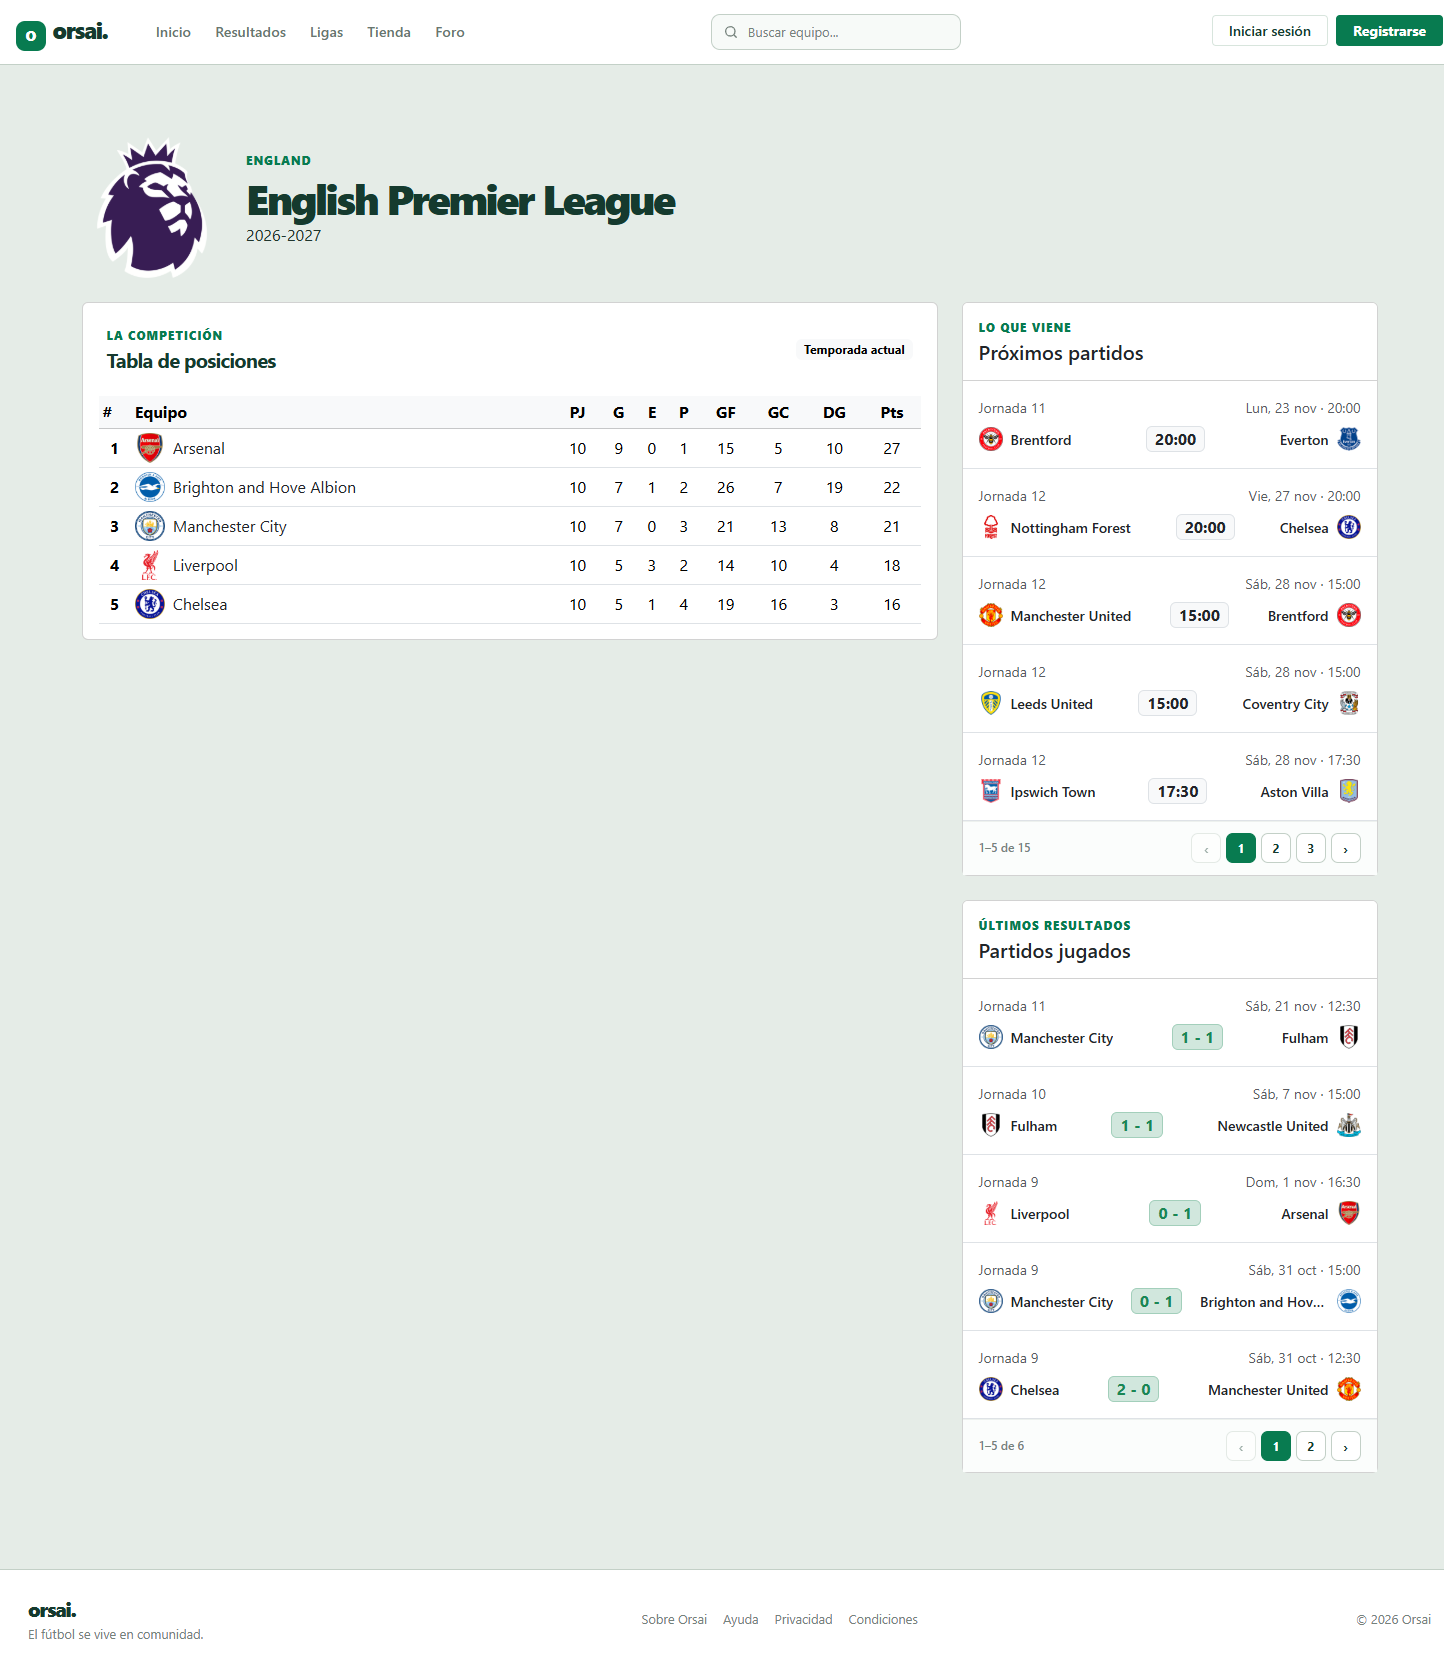 o orsai. Inicio Resultados Ligas Tienda Foro Buscar equipo... Iniciar sesión Registrarse
ENGLAND
English Premier League
2026-2027
LA COMPETICIÓN
Tabla de posiciones
Temporada actual
# Equipo PJ G E P GF GC DG Pts
1 Arsenal 10 9 0 1 15 5 10 27
2 Brighton and Hove Albion 10 7 1 2 26 7 19 22
3 Manchester City 10 7 0 3 21 13 8 21
4 Liverpool 10 5 3 2 14 10 4 18
5 Chelsea 10 5 1 4 19 16 3 16
LO QUE VIENE
Próximos partidos
Jornada 11 Lun, 23 nov · 20:00
Brentford 20:00 Everton
Jornada 12 Vie, 27 nov · 20:00
Nottingham Forest 20:00 Chelsea
Jornada 12 Sáb, 28 nov · 15:00
Manchester United 15:00 Brentford
Jornada 12 Sáb, 28 nov · 15:00
Leeds United 15:00 Coventry City
Jornada 12 Sáb, 28 nov · 17:30
Ipswich Town 17:30 Aston Villa
1–5 de 15 ‹ 1 2 3 ›
ÚLTIMOS RESULTADOS
Partidos jugados
Jornada 11 Sáb, 21 nov · 12:30
Manchester City 1 - 1 Fulham
Jornada 10 Sáb, 7 nov · 15:00
Fulham 1 - 1 Newcastle United
Jornada 9 Dom, 1 nov · 16:30
Liverpool 0 - 1 Arsenal
Jornada 9 Sáb, 31 oct · 15:00
Manchester City 0 - 1 Brighton and Hov...
Jornada 9 Sáb, 31 oct · 12:30
Chelsea 2 - 0 Manchester United
1–5 de 6 ‹ 1 2 ›
orsai.
El fútbol se vive en comunidad.
Sobre Orsai Ayuda Privacidad Condiciones
© 2026 Orsai